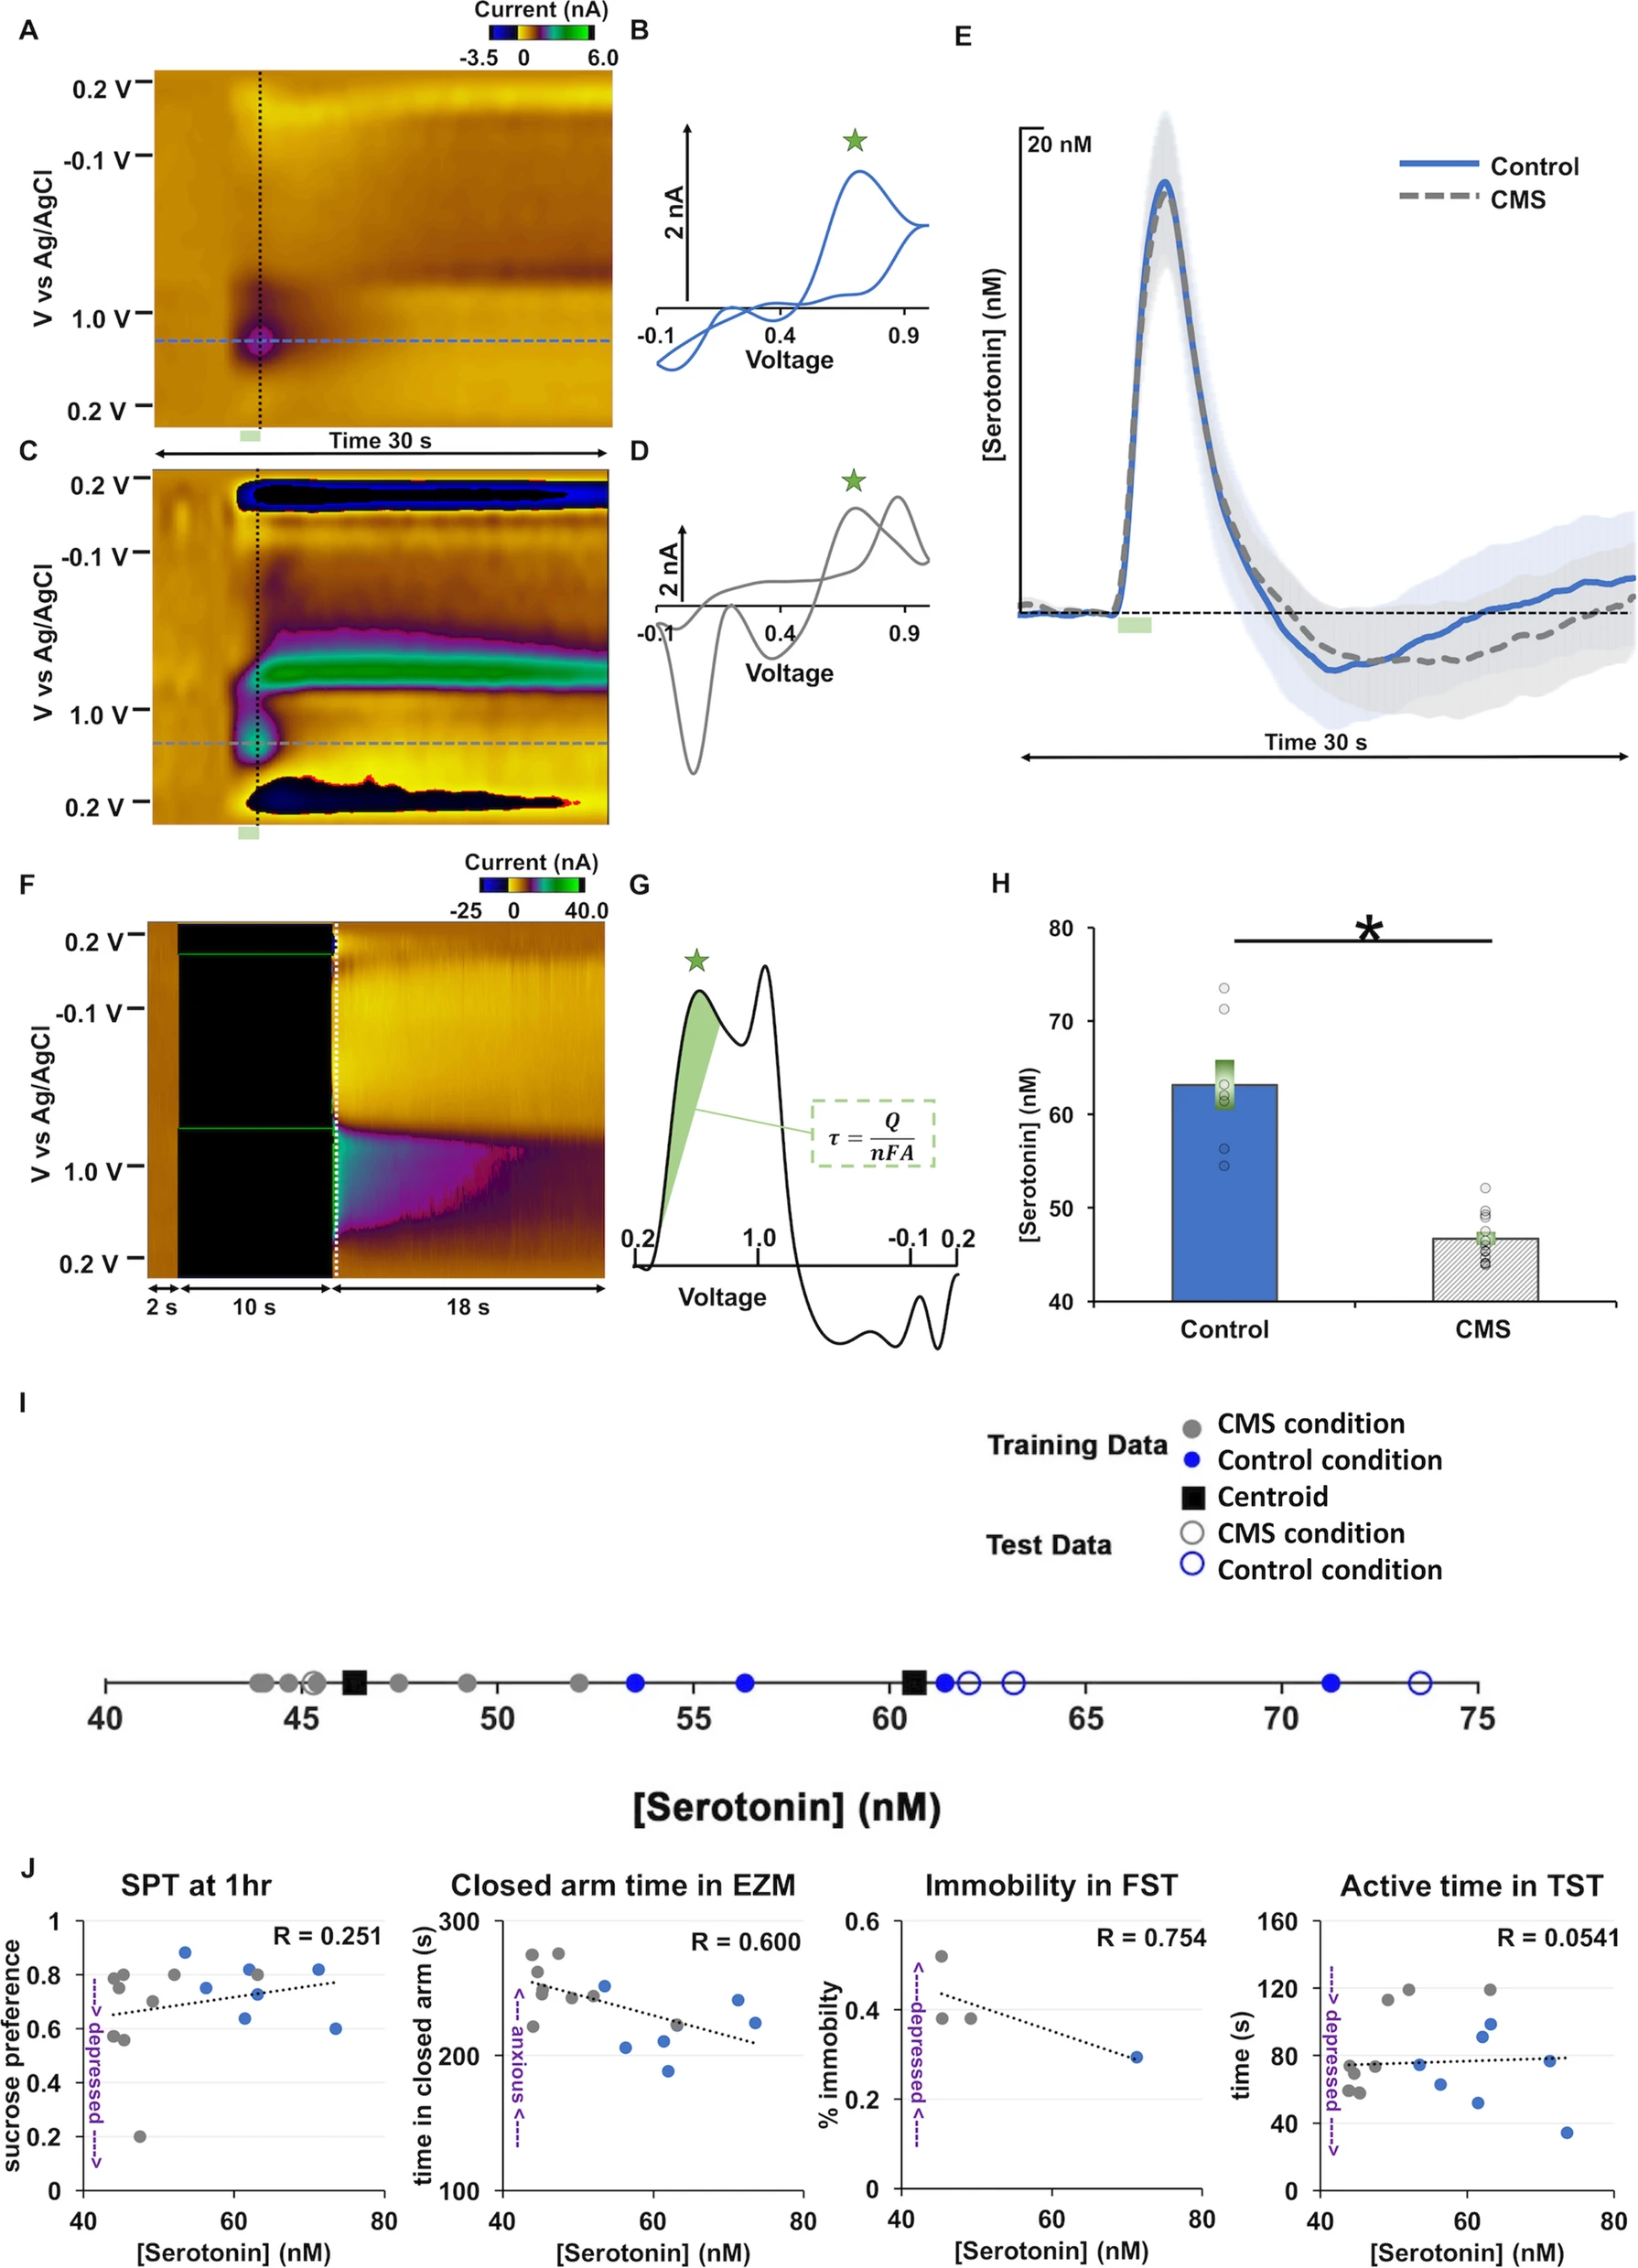 A
Current (nA)
-3.5 0 6.0
0.2 V
-0.1 V
1.0 V
0.2 V
V vs Ag/AgCl
Time 30 s
B
2 nA
-0.1 0.4 0.9
Voltage
C
0.2 V
-0.1 V
1.0 V
0.2 V
V vs Ag/AgCl
D
2 nA
-0.1 0.4 0.9
Voltage
E
20 nM
Control
CMS
[Serotonin] (nM)
Time 30 s
F
Current (nA)
-25 0 40.0
0.2 V
-0.1 V
1.0 V
0.2 V
V vs Ag/AgCl
2 s 10 s 18 s
G
τ = Q / nFA
0.2 1.0 -0.1 0.2
Voltage
H
*
80
70
60
50
40
[Serotonin] (nM)
Control CMS
I
Training Data
CMS condition
Control condition
Centroid
Test Data
CMS condition
Control condition
40 45 50 55 60 65 70 75
[Serotonin] (nM)
J
SPT at 1hr
R = 0.251
1
0.8
0.6
0.4
0.2
0
sucrose preference
----> depressed ---->
40 60 80
[Serotonin] (nM)
Closed arm time in EZM
R = 0.600
300
200
100
time in closed arm (s)
<---- anxious <----
40 60 80
[Serotonin] (nM)
Immobility in FST
R = 0.754
0.6
0.4
0.2
0
% immobilty
<----depressed <----
40 60 80
[Serotonin] (nM)
Active time in TST
R = 0.0541
160
120
80
40
0
time (s)
----> depressed ---->
40 60 80
[Serotonin] (nM)